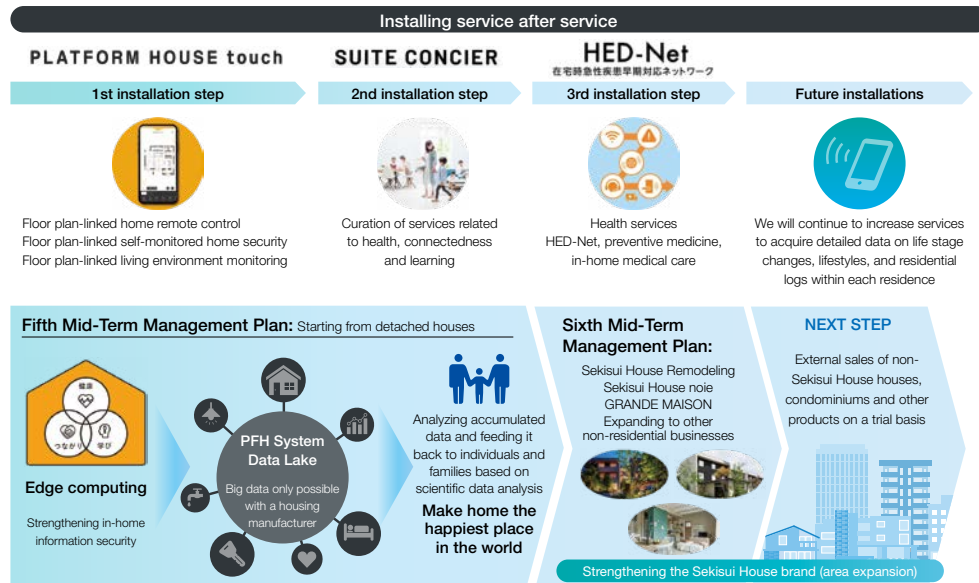 Installing service after service
PLATFORM HOUSE touch
SUITE CONCIER
HED-Net
在宅時急性疾患早期対応ネットワーク
1st installation step
2nd installation step
3rd installation step
Future installations
Floor plan-linked home remote control
Floor plan-linked self-monitored home security
Floor plan-linked living environment monitoring
Curation of services related
to health, connectedness
and learning
Health services
HED-Net, preventive medicine,
in-home medical care
We will continue to increase services
to acquire detailed data on life stage
changes, lifestyles, and residential
logs within each residence
Fifth Mid-Term Management Plan: Starting from detached houses
健康
つながり
学び
Edge computing
Strengthening in-home
information security
PFH System
Data Lake
Big data only possible
with a housing
manufacturer
Analyzing accumulated
data and feeding it
back to individuals and
families based on
scientific data analysis
Make home the
happiest place
in the world
Sixth Mid-Term
Management Plan:
Sekisui House Remodeling
Sekisui House noie
GRANDE MAISON
Expanding to other
non-residential businesses
NEXT STEP
External sales of non-
Sekisui House houses,
condominiums and other
products on a trial basis
Strengthening the Sekisui House brand (area expansion)